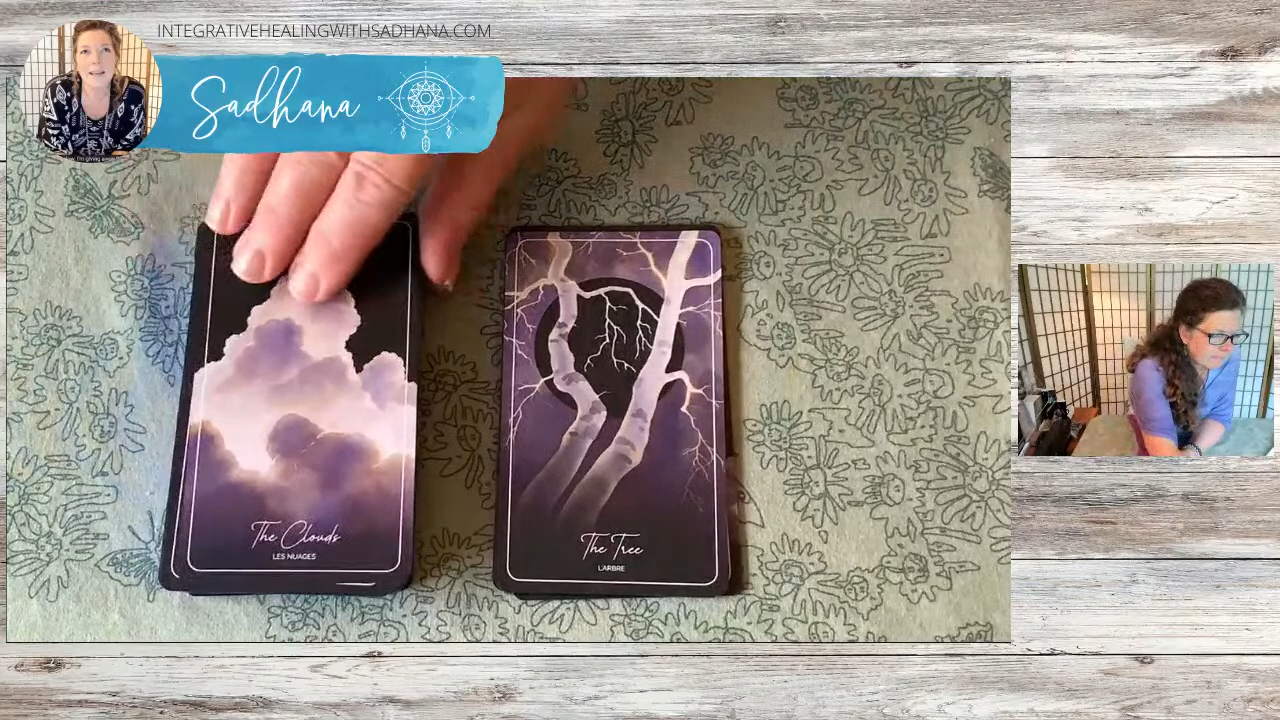 INTEGRATIVEHEALINGWITHSADHANA.COM
Sadhana
The Clouds
LES NUAGES
The Tree
L'ARBRE